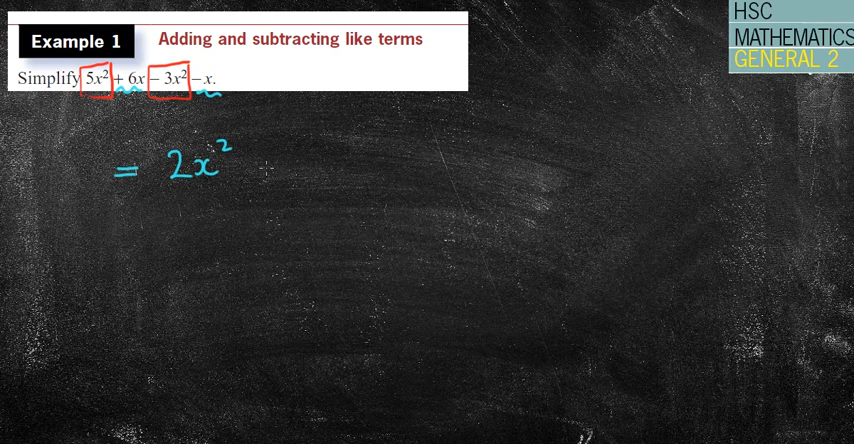 HSC
MATHEMATICS
GENERAL 2
Example 1 Adding and subtracting like terms
Simplify 5x² + 6x − 3x² − x.
= 2x²